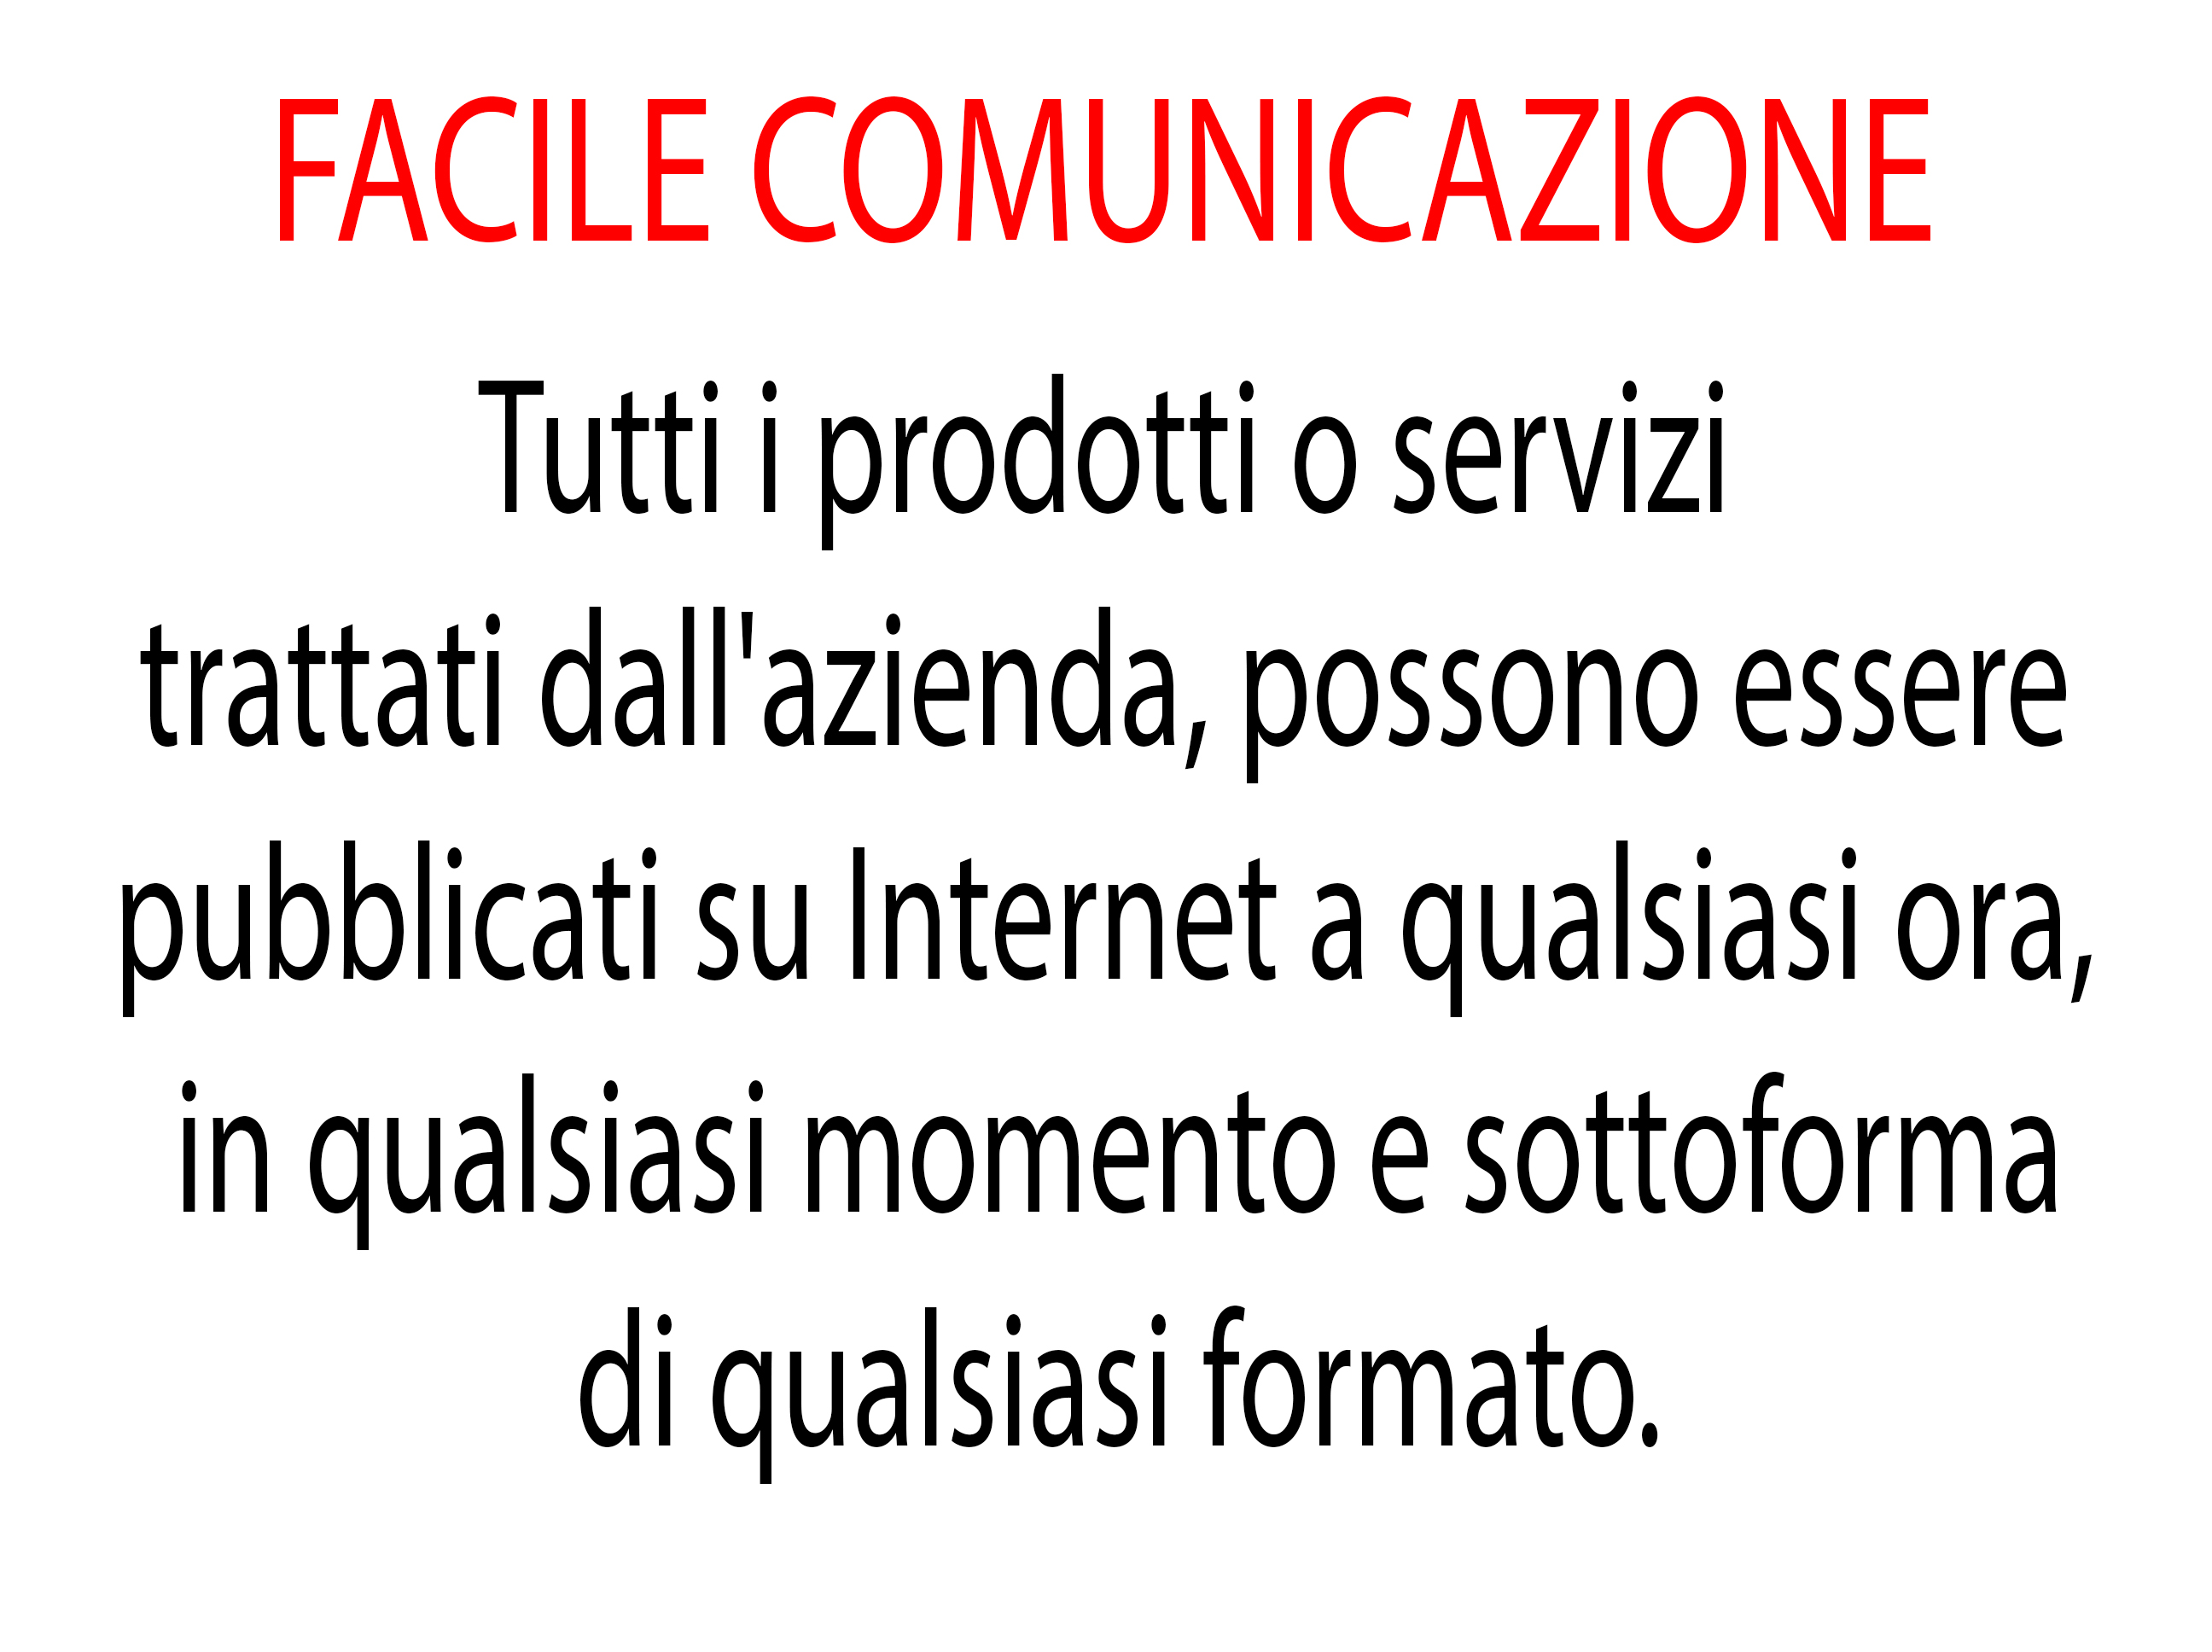 FACILE COMUNICAZIONE
Tutti i prodotti o servizi
trattati dall'azienda, possono essere
pubblicati su Internet a qualsiasi ora,
in qualsiasi momento e sottoforma
di qualsiasi formato.